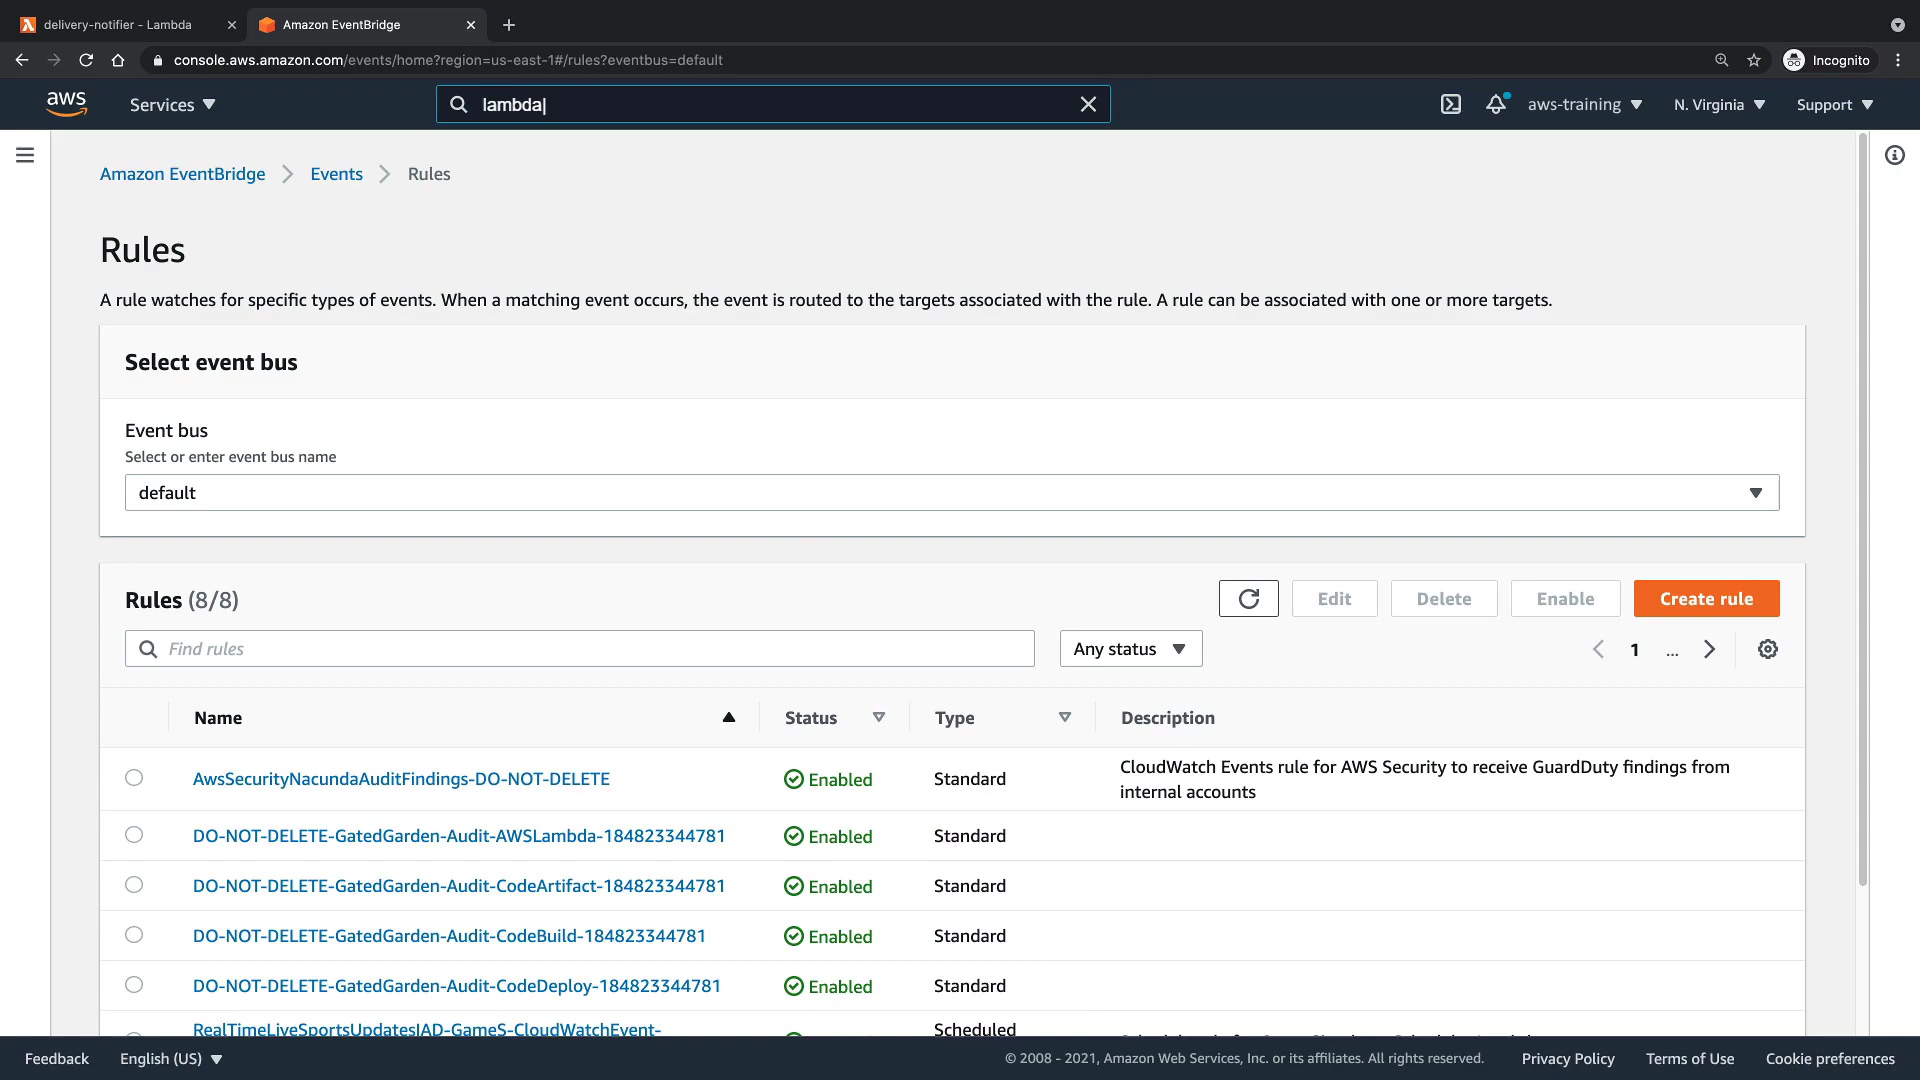 delivery-notifier - Lambda
Amazon EventBridge
console.aws.amazon.com/events/home?region=us-east-1#/rules?eventbus=default
Incognito
aws
Services
lambda
aws-training
N. Virginia
Support
Amazon EventBridge
Events
Rules
Rules
A rule watches for specific types of events. When a matching event occurs, the event is routed to the targets associated with the rule. A rule can be associated with one or more targets.
Select event bus
Event bus
Select or enter event bus name
default
Rules (8/8)
Edit
Delete
Enable
Create rule
Find rules
Any status
1
...
Name
Status
Type
Description
AwsSecurityNacundaAuditFindings-DO-NOT-DELETE
Enabled
Standard
CloudWatch Events rule for AWS Security to receive GuardDuty findings from
internal accounts
DO-NOT-DELETE-GatedGarden-Audit-AWSLambda-184823344781
Enabled
Standard
DO-NOT-DELETE-GatedGarden-Audit-CodeArtifact-184823344781
Enabled
Standard
DO-NOT-DELETE-GatedGarden-Audit-CodeBuild-184823344781
Enabled
Standard
DO-NOT-DELETE-GatedGarden-Audit-CodeDeploy-184823344781
Enabled
Standard
RealTimeLiveSportsUpdatesIAD-GameS-CloudWatchEvent-
Scheduled
Feedback
English (US)
© 2008 - 2021, Amazon Web Services, Inc. or its affiliates. All rights reserved.
Privacy Policy
Terms of Use
Cookie preferences